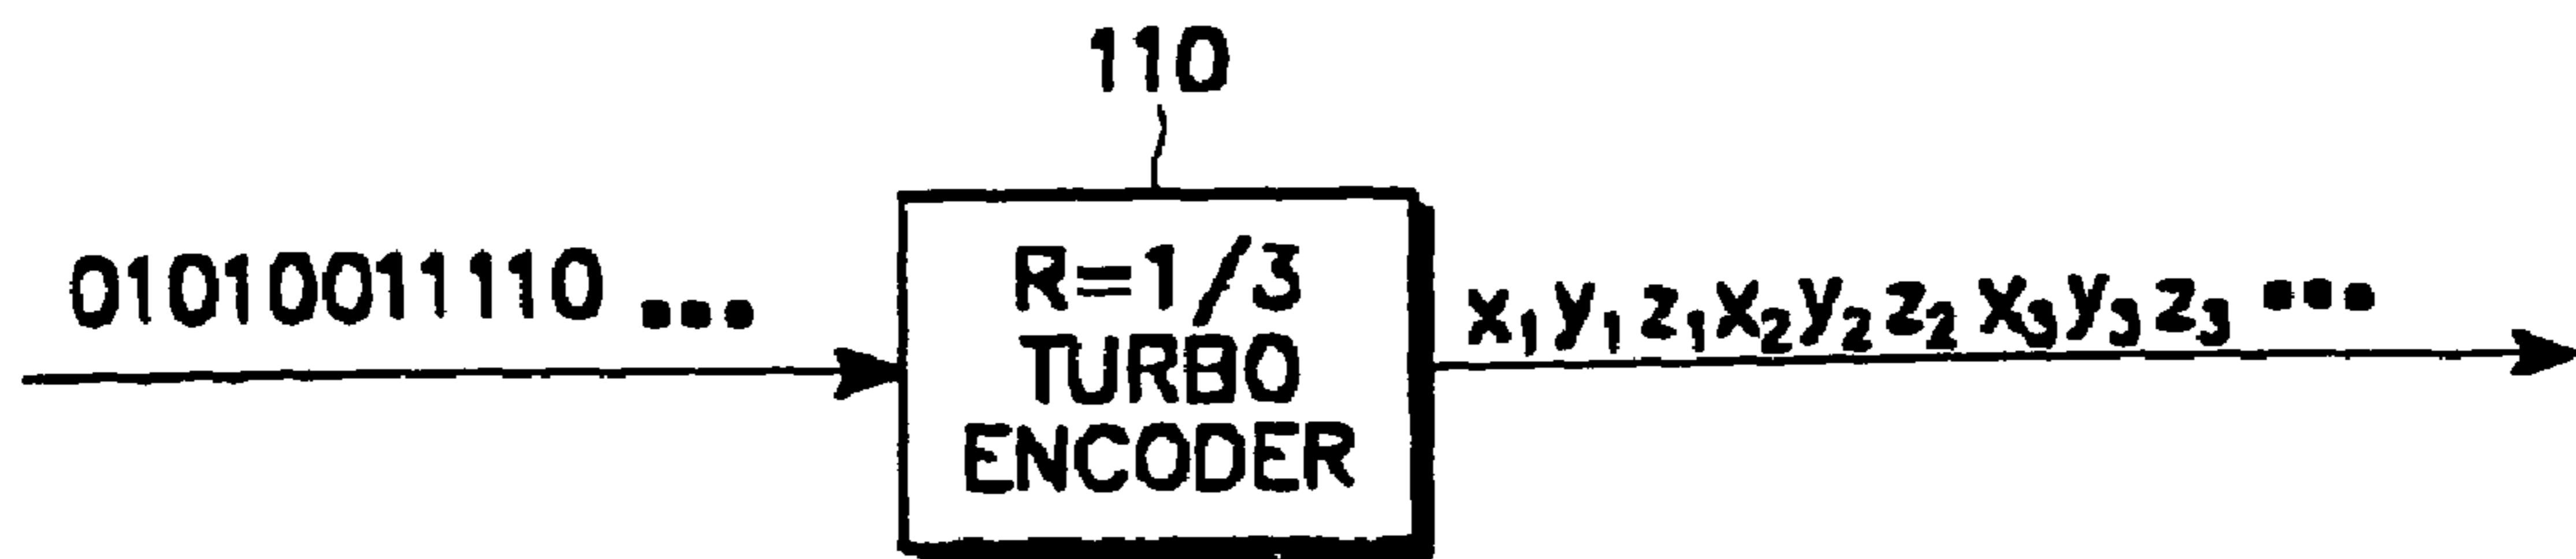 110
01010011110 ...
R=1/3
TURBO
ENCODER
x₁y₁z₁x₂y₂z₂x₃y₃z₃ ...